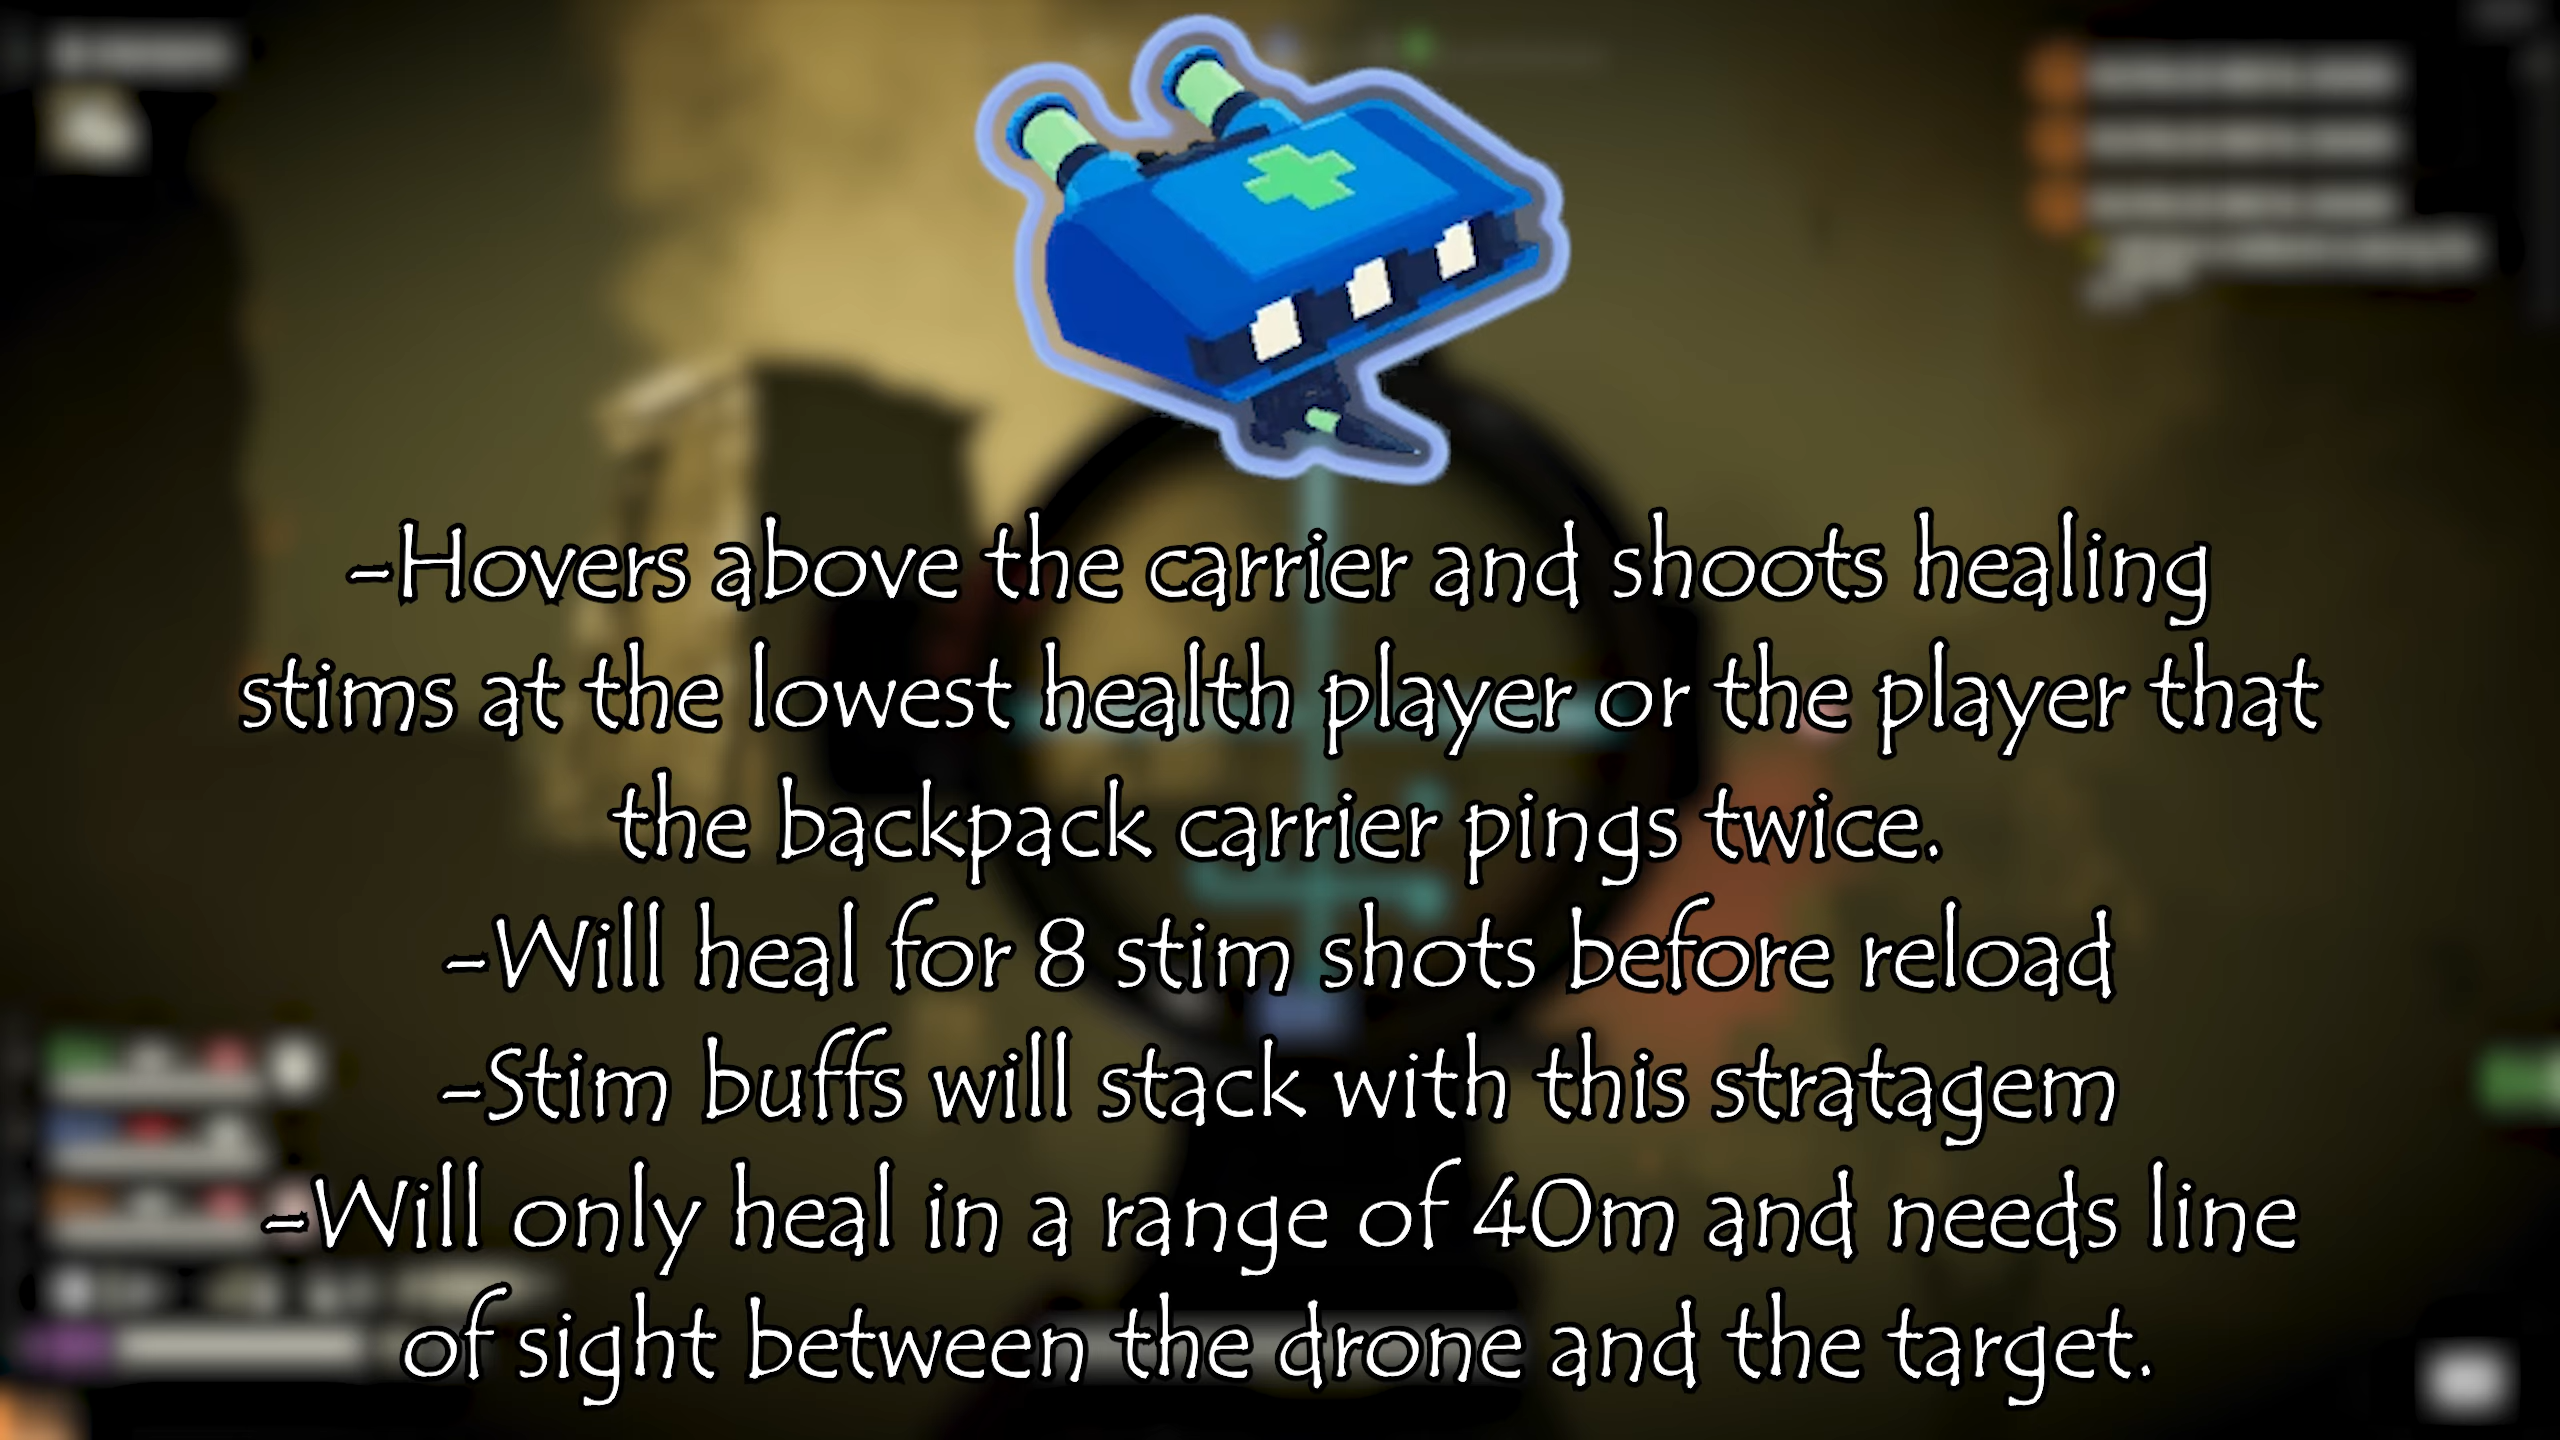 -Hovers above the carrier and shoots healing
stims at the lowest health player or the player that
the backpack carrier pings twice.
-Will heal for 8 stim shots before reload
-Stim buffs will stack with this stratagem
-Will only heal in a range of 40m and needs line
of sight between the drone and the target.